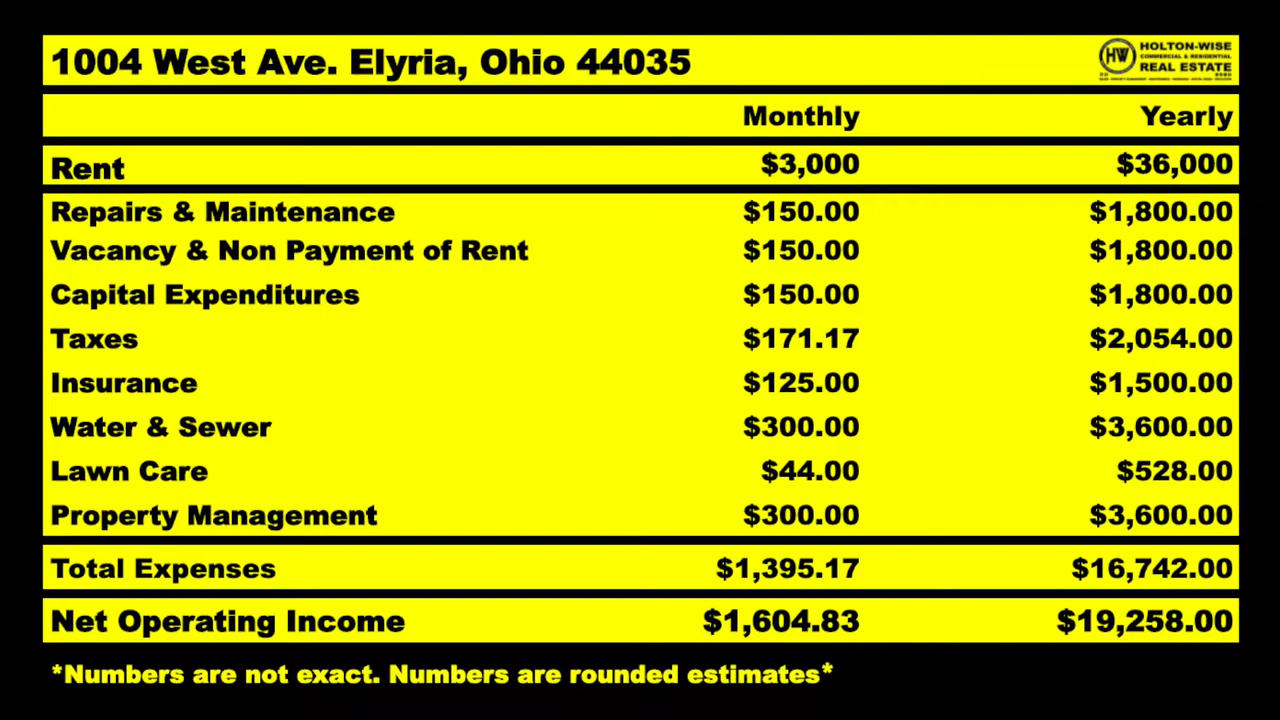 1004 West Ave. Elyria, Ohio 44035
HOLTON-WISE
COMMERCIAL & RESIDENTIAL
REAL ESTATE
HW
Monthly Yearly
Rent $3,000 $36,000
Repairs & Maintenance $150.00 $1,800.00
Vacancy & Non Payment of Rent $150.00 $1,800.00
Capital Expenditures $150.00 $1,800.00
Taxes $171.17 $2,054.00
Insurance $125.00 $1,500.00
Water & Sewer $300.00 $3,600.00
Lawn Care $44.00 $528.00
Property Management $300.00 $3,600.00
Total Expenses $1,395.17 $16,742.00
Net Operating Income $1,604.83 $19,258.00
*Numbers are not exact. Numbers are rounded estimates*